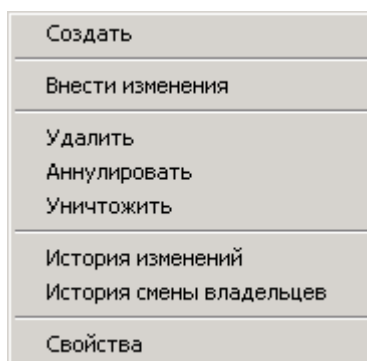 Создать
Внести изменения
Удалить
Аннулировать
Уничтожить
История изменений
История смены владельцев
Свойства